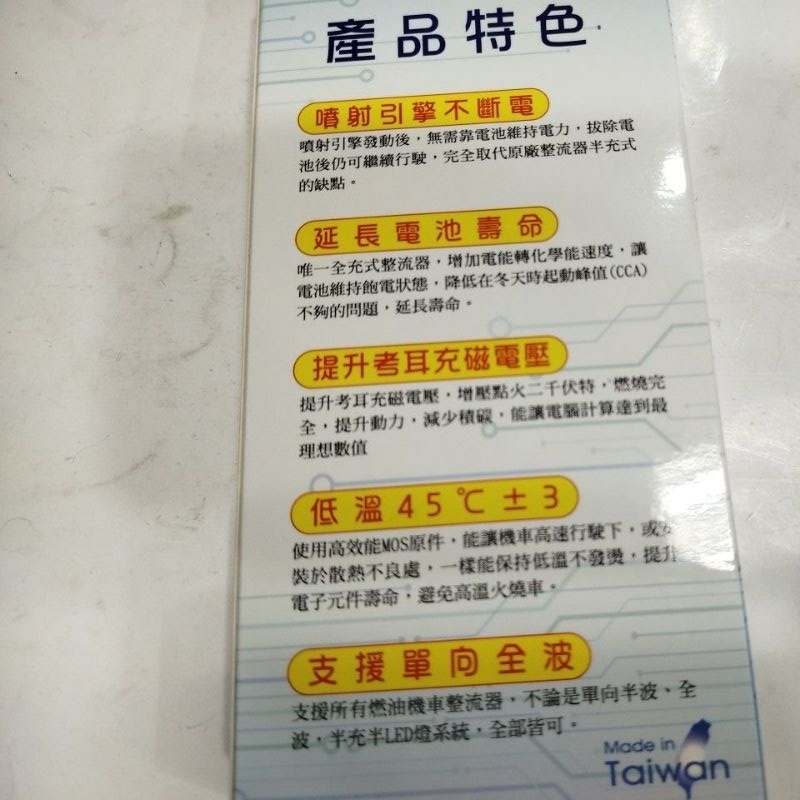 產品特色
噴射引擎不斷電
噴射引擎發動後，無需靠電池維持電力，拔除電
池後仍可繼續行駛，完全取代原廠整流器半充式
的缺點。
延長電池壽命
唯一全充式整流器，增加電能轉化學能速度，讓
電池維持飽電狀態，降低在冬天時起動峰值(CCA)
不夠的問題，延長壽命。
提升考耳充磁電壓
提升考耳充磁電壓，增壓點火二千伏特，燃燒完
全，提升動力，減少積碳，能讓電腦計算達到最
理想數值
低溫45℃±3
使用高效能MOS原件，能讓機車高速行駛下，或安
裝於散熱不良處，一樣能保持低溫不發燙，提升
電子元件壽命，避免高溫火燒車。
支援單向全波
支援所有燃油機車整流器，不論是單向半波、全
波，半充半LED燈系統，全部皆可。
Made in
Taiwan